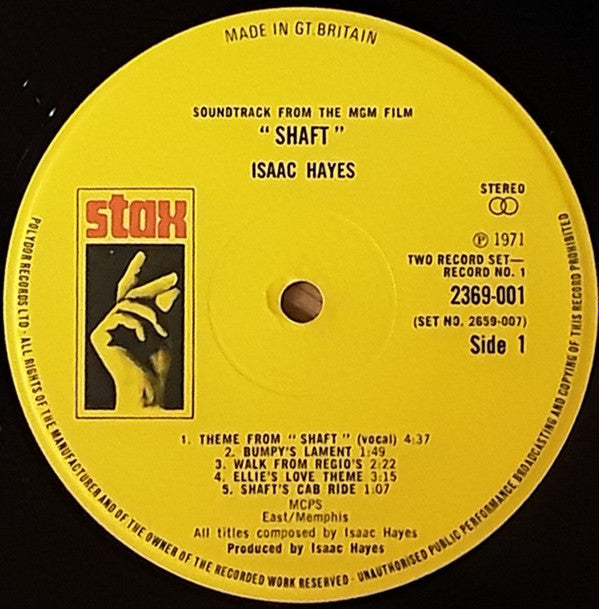 MADE IN GT. BRITAIN
SOUNDTRACK FROM THE MGM FILM
" SHAFT "
ISAAC HAYES
stax
STEREO
℗ 1971
TWO RECORD SET—
RECORD NO. 1
2369-001
(SET NO. 2659-007)
Side 1
1. THEME FROM " SHAFT " (vocal) 4:37
2. BUMPY'S LAMENT 1:49
3. WALK FROM REGIO'S 2:22
4. ELLIE'S LOVE THEME 3:15
5. SHAFT'S CAB RIDE 1:07
MCPS
East/Memphis
All titles composed by Isaac Hayes
Produced by Isaac Hayes
POLYDOR RECORDS LTD · ALL RIGHTS OF THE MANUFACTURER AND OF THE OWNER OF THE RECORDED WORK RESERVED · UNAUTHORISED PUBLIC PERFORMANCE BROADCASTING AND COPYING OF THIS RECORD PROHIBITED